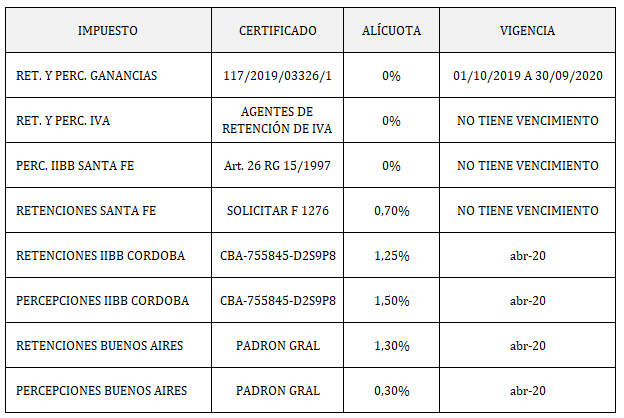 IMPUESTO CERTIFICADO ALÍCUOTA VIGENCIA
RET. Y PERC. GANANCIAS 117/2019/03326/1 0% 01/10/2019 A 30/09/2020
RET. Y PERC. IVA AGENTES DE RETENCIÓN DE IVA 0% NO TIENE VENCIMIENTO
PERC. IIBB SANTA FE Art. 26 RG 15/1997 0% NO TIENE VENCIMIENTO
RETENCIONES SANTA FE SOLICITAR F 1276 0,70% NO TIENE VENCIMIENTO
RETENCIONES IIBB CORDOBA CBA-755845-D2S9P8 1,25% abr-20
PERCEPCIONES IIBB CORDOBA CBA-755845-D2S9P8 1,50% abr-20
RETENCIONES BUENOS AIRES PADRON GRAL 1,30% abr-20
PERCEPCIONES BUENOS AIRES PADRON GRAL 0,30% abr-20